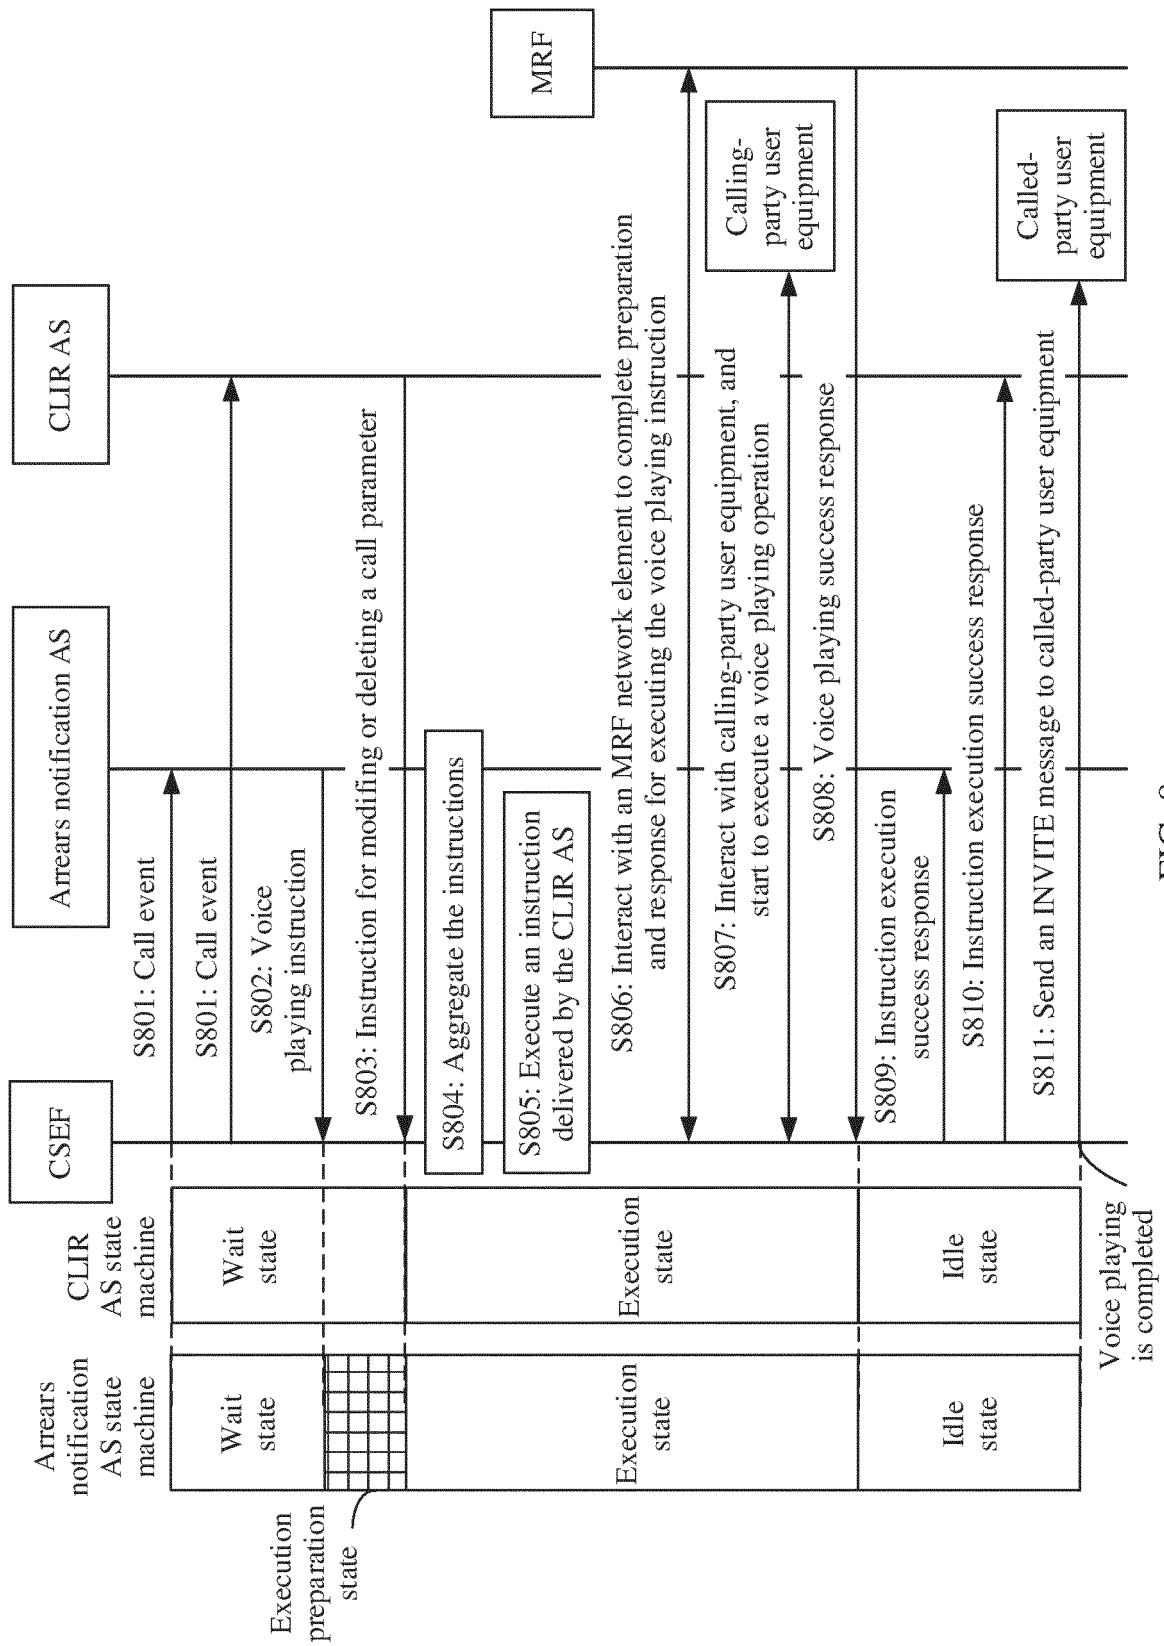 Arrears
notification
AS state
machine
CLIR
AS state
machine
CSEF
Arrears notification AS
CLIR AS
MRF
Wait
state
Wait
state
Execution
preparation
state
Execution
state
Execution
state
Idle
state
Idle
state
S801: Call event
S801: Call event
S802: Voice
playing instruction
S803: Instruction for modifing or deleting a call parameter
S804: Aggregate the instructions
S805: Execute an instruction
delivered by the CLIR AS
S806: Interact with an MRF network element to complete preparation
and response for executing the voice playing instruction
S807: Interact with calling-party user equipment, and
start to execute a voice playing operation
Calling-
party user
equipment
S808: Voice playing success response
S809: Instruction execution
success response
S810: Instruction execution success response
S811: Send an INVITE message to called-party user equipment
Called-
party user
equipment
Voice playing
is completed